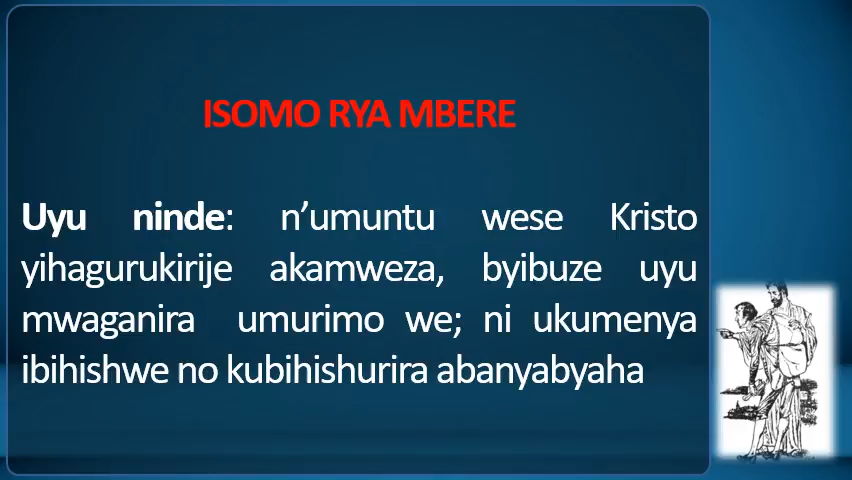 ISOMO RYA MBERE
Uyu ninde: n’umuntu wese Kristo
yihagurukirije akamweza, byibuze uyu
mwaganira umurimo we; ni ukumenya
ibihishwe no kubihishurira abanyabyaha